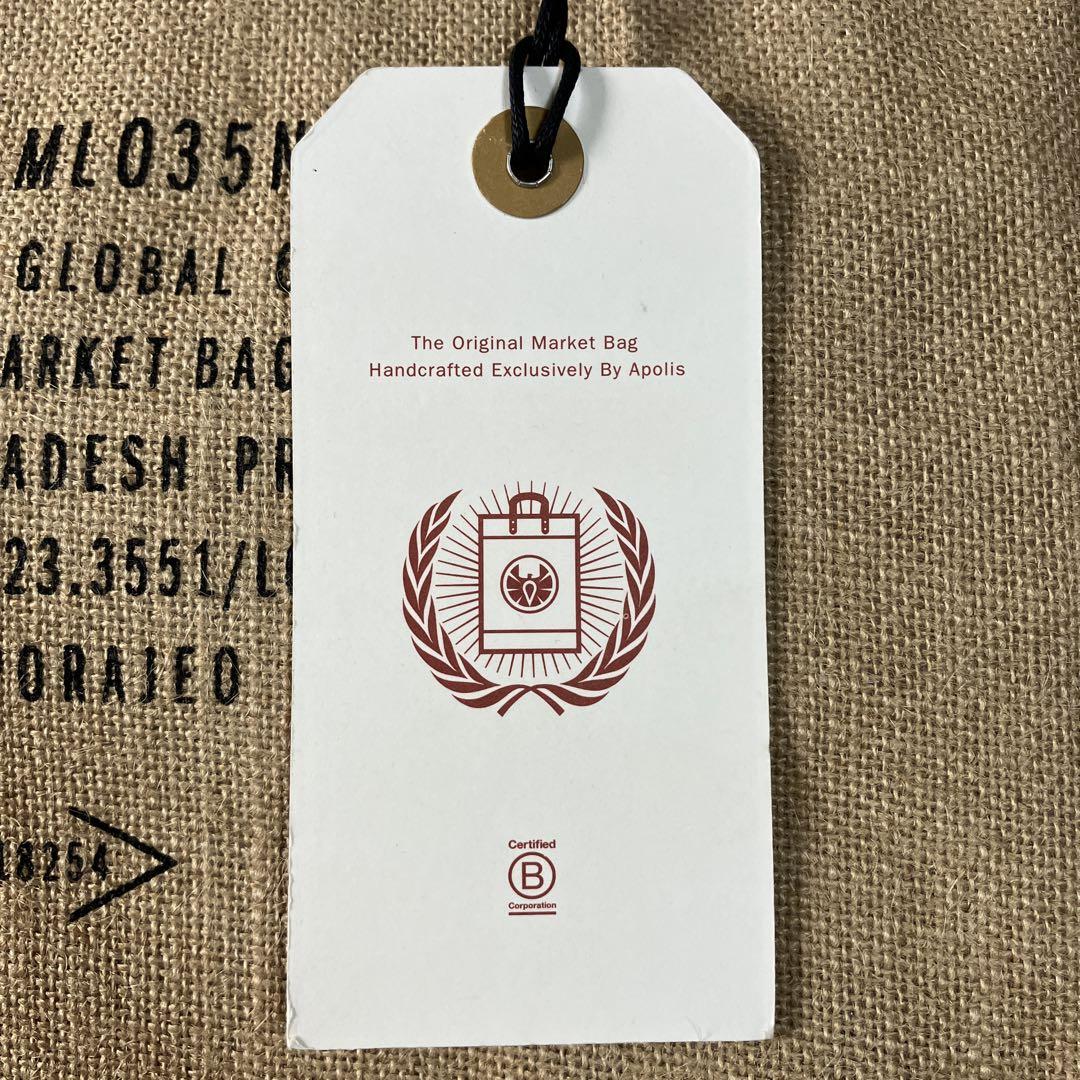 ML035N
GLOBAL
ARKET BAG
ADESH PR
23.3551/L
ORAJEO
18254
The Original Market Bag
Handcrafted Exclusively By Apolis
Certified
B
Corporation